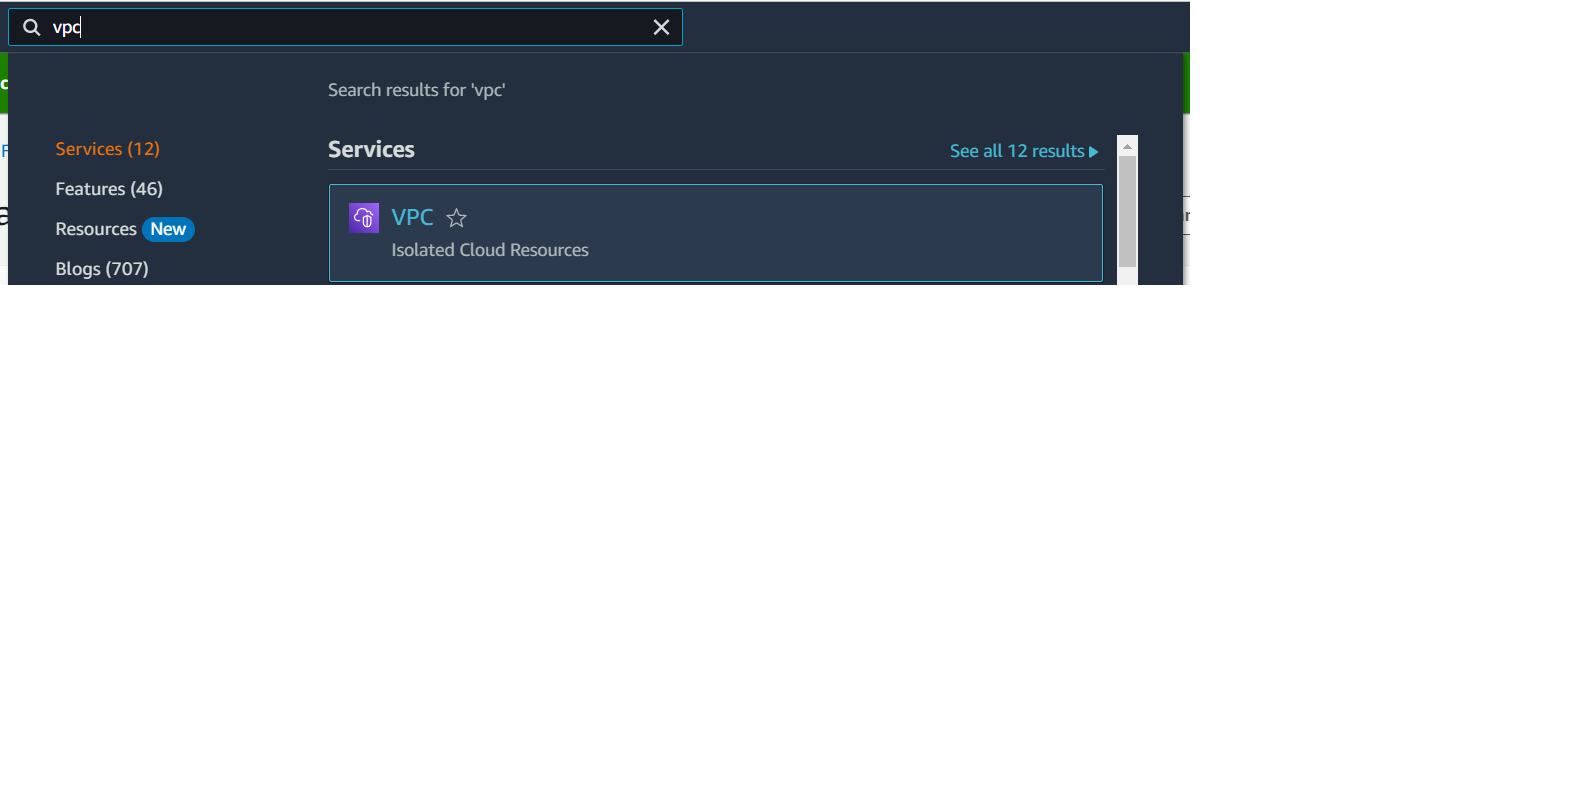 vpc
Search results for 'vpc'
Services (12)
Features (46)
Resources New
Blogs (707)
Services
See all 12 results
VPC
Isolated Cloud Resources